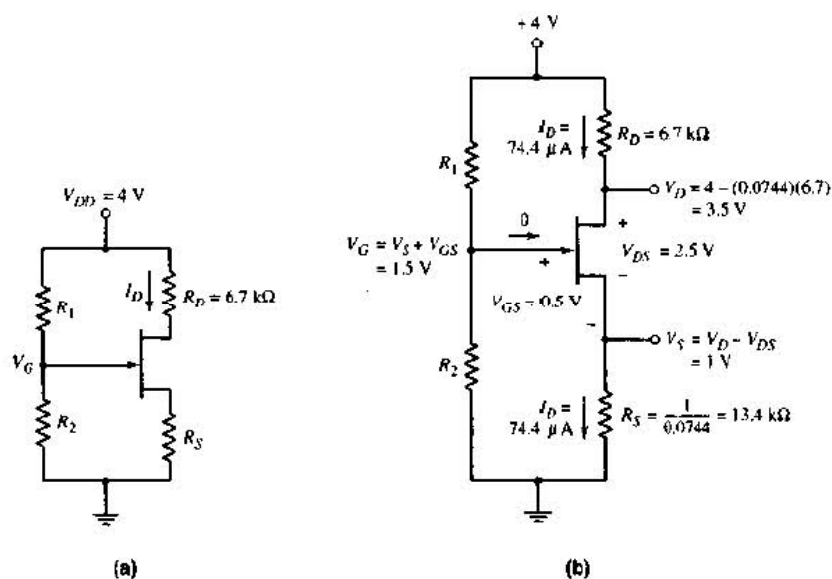 V_DD = 4 V
I_D
R_D = 6.7 kΩ
R_1
V_G
R_2
R_S
(a)
+4 V
I_D =
74.4 μA
R_D = 6.7 kΩ
R_1
V_D = 4 − (0.0744)(6.7)
= 3.5 V
0
V_G = V_S + V_GS
= 1.5 V
+
+
V_DS = 2.5 V
−
V_GS = 0.5 V
−
V_S = V_D − V_DS
= 1 V
R_2
I_D =
74.4 μA
R_S = 1/0.0744 = 13.4 kΩ
(b)